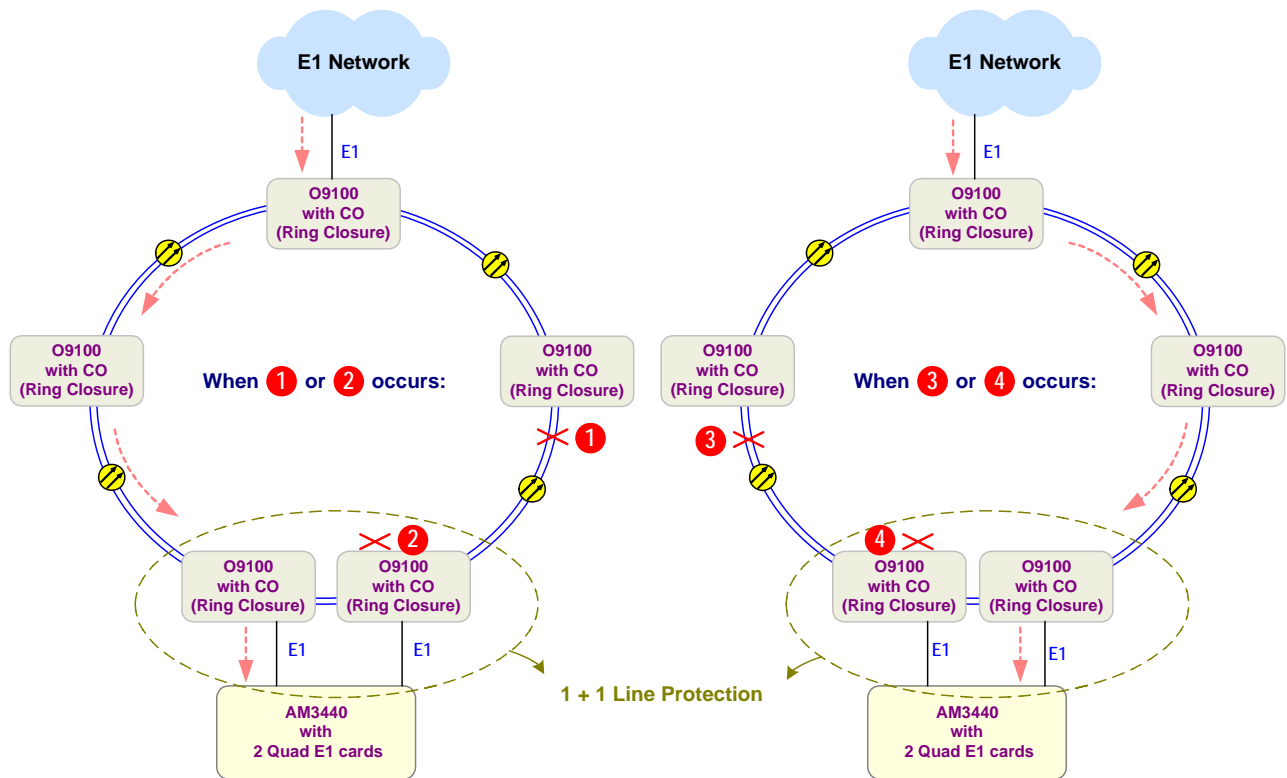 E1 Network
E1
O9100
with CO
(Ring Closure)
O9100
with CO
(Ring Closure)
When 1 or 2 occurs:
O9100
with CO
(Ring Closure)
1
2
O9100
with CO
(Ring Closure)
O9100
with CO
(Ring Closure)
E1
E1
AM3440
with
2 Quad E1 cards
1 + 1 Line Protection
E1 Network
E1
O9100
with CO
(Ring Closure)
O9100
with CO
(Ring Closure)
When 3 or 4 occurs:
O9100
with CO
(Ring Closure)
3
4
O9100
with CO
(Ring Closure)
O9100
with CO
(Ring Closure)
E1
E1
AM3440
with
2 Quad E1 cards